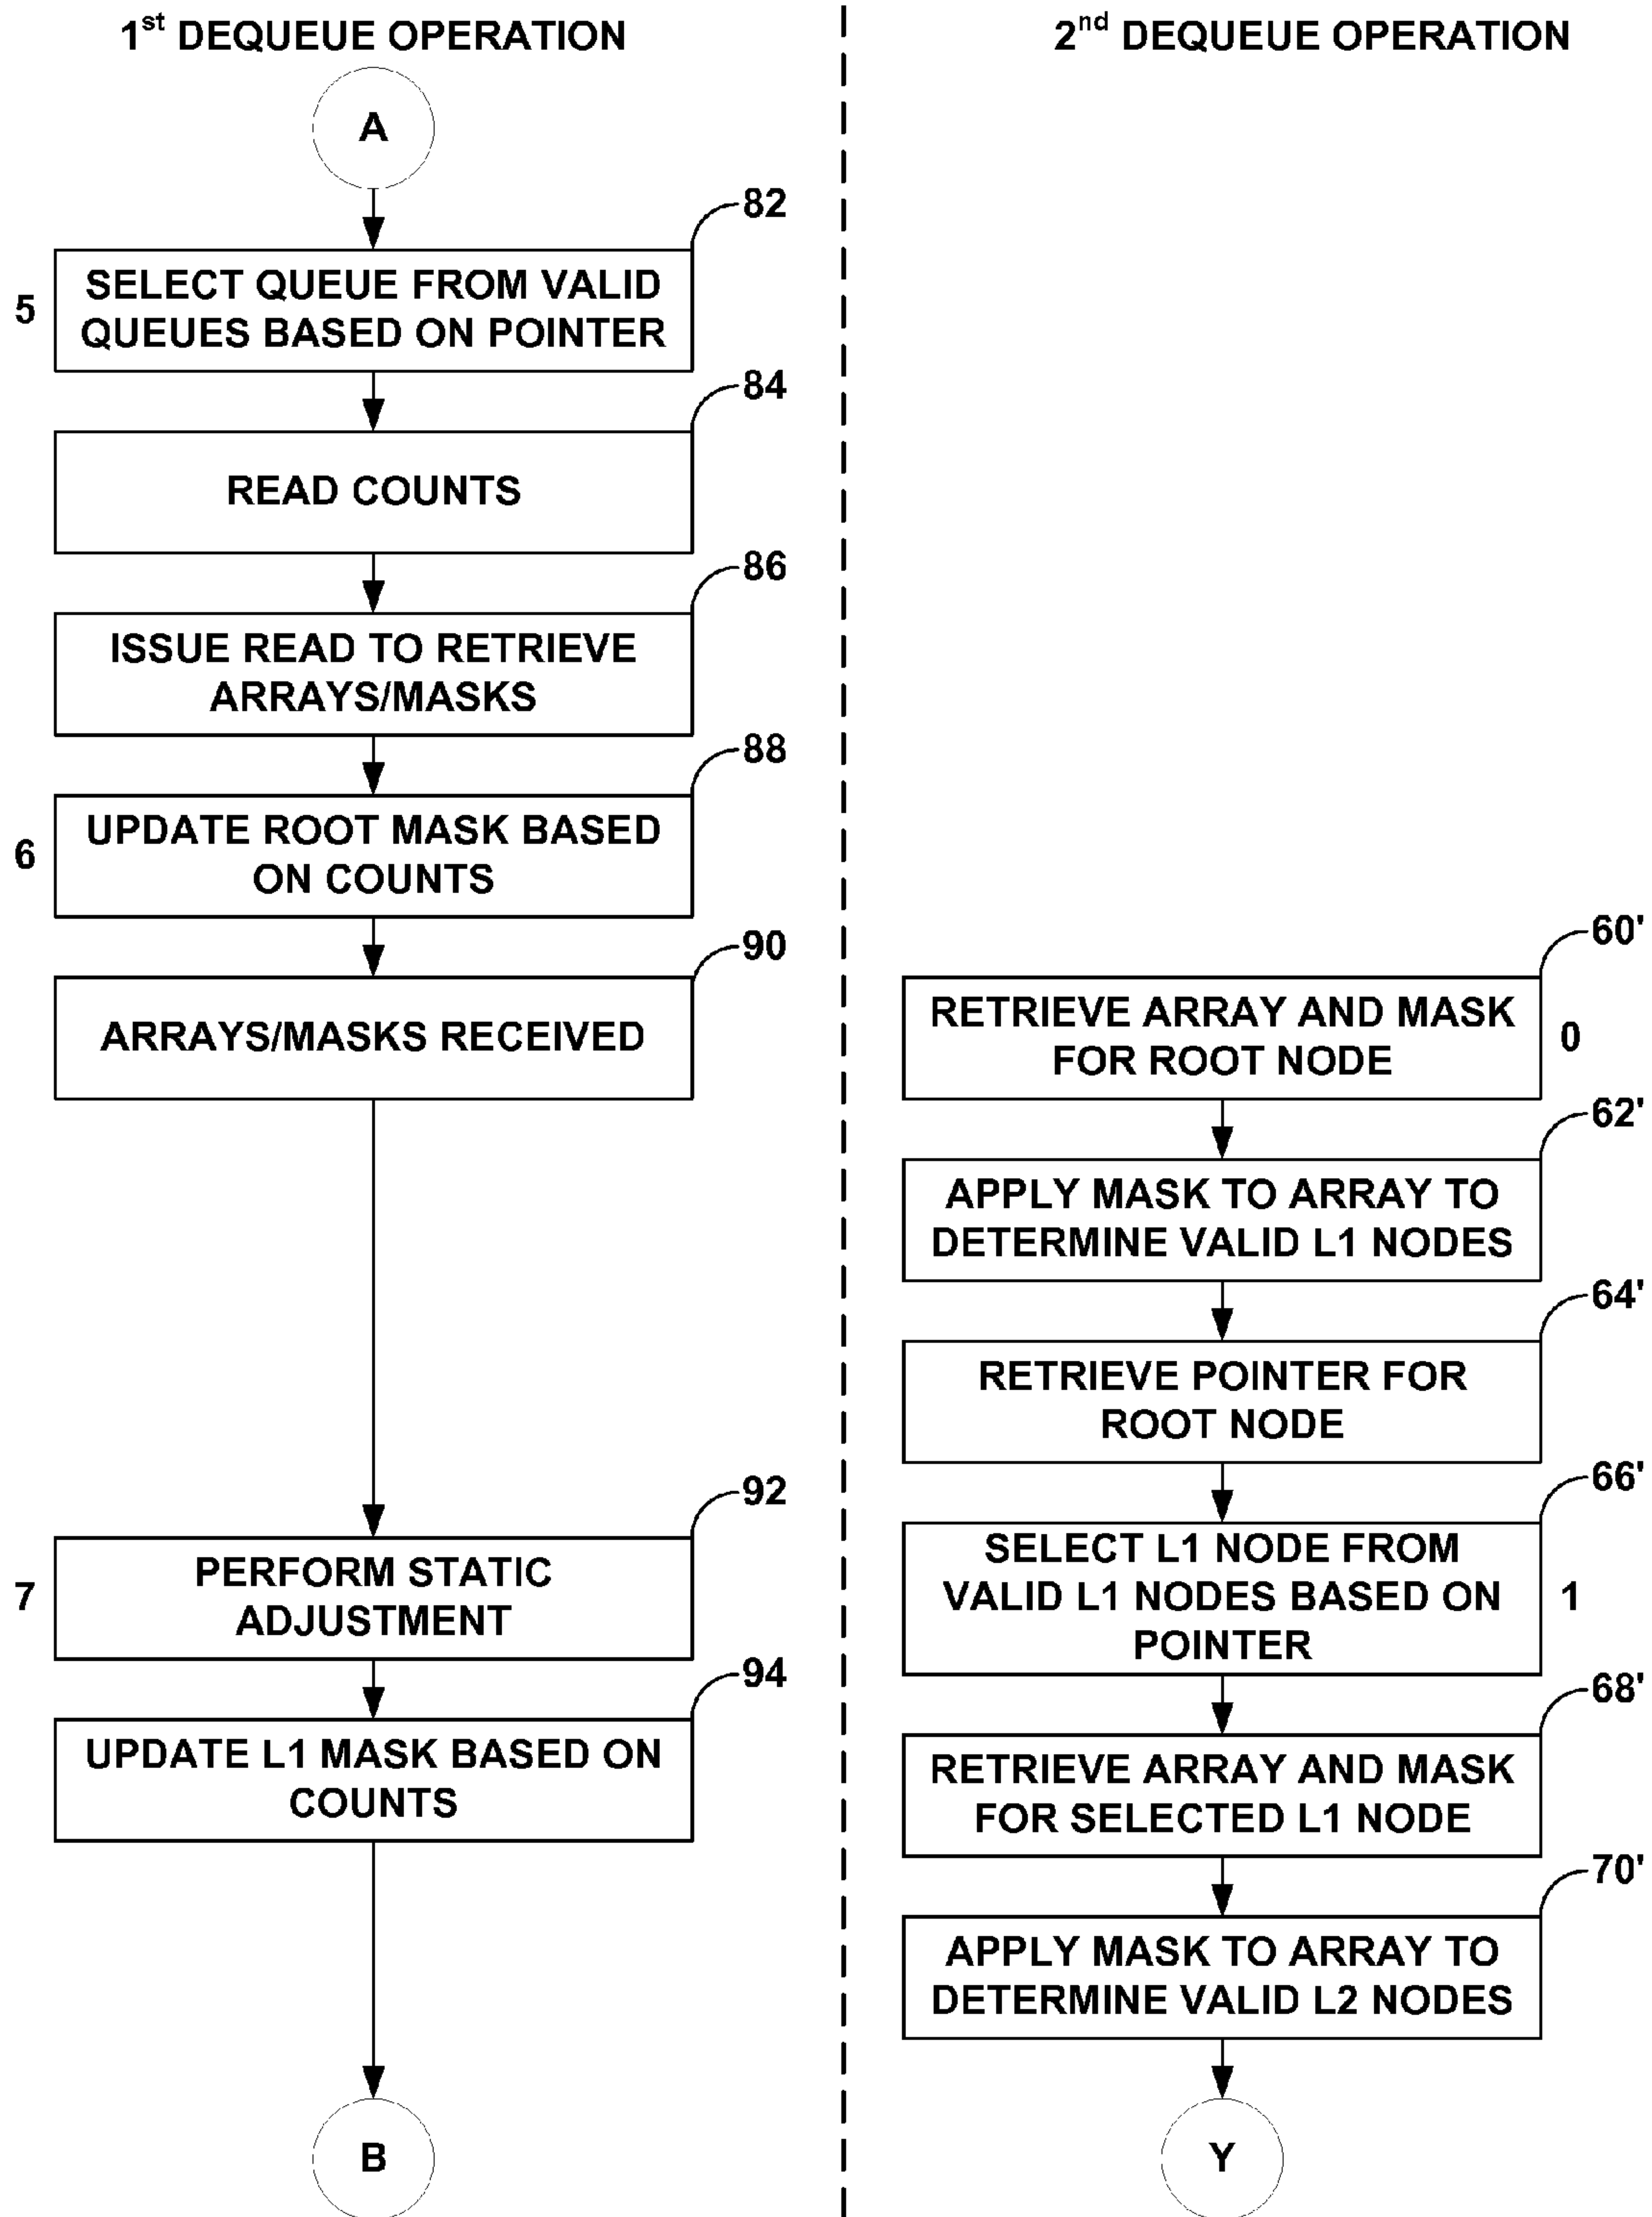 1st DEQUEUE OPERATION
A
82
5
SELECT QUEUE FROM VALID
QUEUES BASED ON POINTER
84
READ COUNTS
86
ISSUE READ TO RETRIEVE
ARRAYS/MASKS
88
6
UPDATE ROOT MASK BASED
ON COUNTS
90
ARRAYS/MASKS RECEIVED
92
7
PERFORM STATIC
ADJUSTMENT
94
UPDATE L1 MASK BASED ON
COUNTS
B
2nd DEQUEUE OPERATION
60'
RETRIEVE ARRAY AND MASK
FOR ROOT NODE
0
62'
APPLY MASK TO ARRAY TO
DETERMINE VALID L1 NODES
64'
RETRIEVE POINTER FOR
ROOT NODE
66'
SELECT L1 NODE FROM
VALID L1 NODES BASED ON
POINTER
1
68'
RETRIEVE ARRAY AND MASK
FOR SELECTED L1 NODE
70'
APPLY MASK TO ARRAY TO
DETERMINE VALID L2 NODES
Y